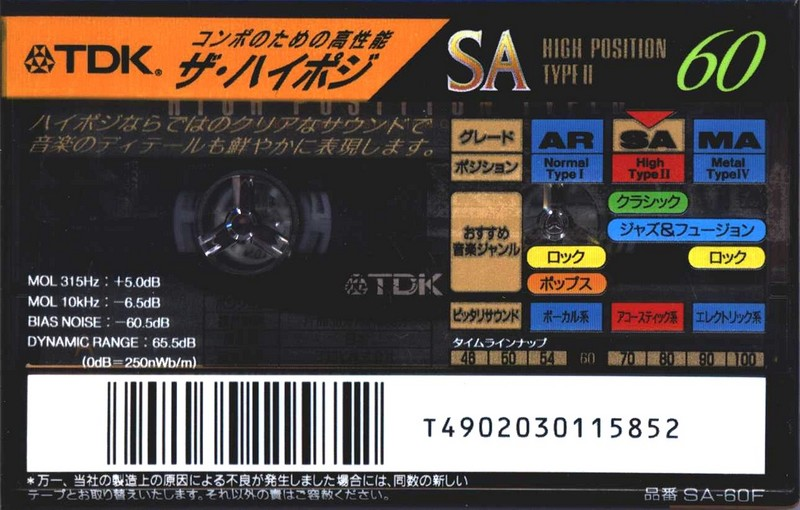 TDK.
コンポのための高性能
ザ・ハイポジ
SA
HIGH POSITION
TYPE II
60
ハイポジならではのクリアなサウンドで
音楽のディテールも鮮やかに表現します。
グレード AR SA MA
ポジション Normal Type I High Type II Metal Type IV
おすすめ
音楽ジャンル
クラシック
ジャズ&フュージョン
ロック ロック
ポップス
TDK
MOL 315Hz：+5.0dB
MOL 10kHz：−6.5dB
BIAS NOISE：−60.5dB
DYNAMIC RANGE：65.5dB
(0dB=250nWb/m)
ピッタリサウンド ボーカル系 アコースティック系 エレクトリック系
タイムラインナップ
46 50 54 60 70 80 90 100
T4902030115852
*万一、当社の製造上の原因による不良が発生しました場合には、同数の新しい
テープとお取り替えいたします。それ以外の責はご容赦ください。
品番 SA-60F